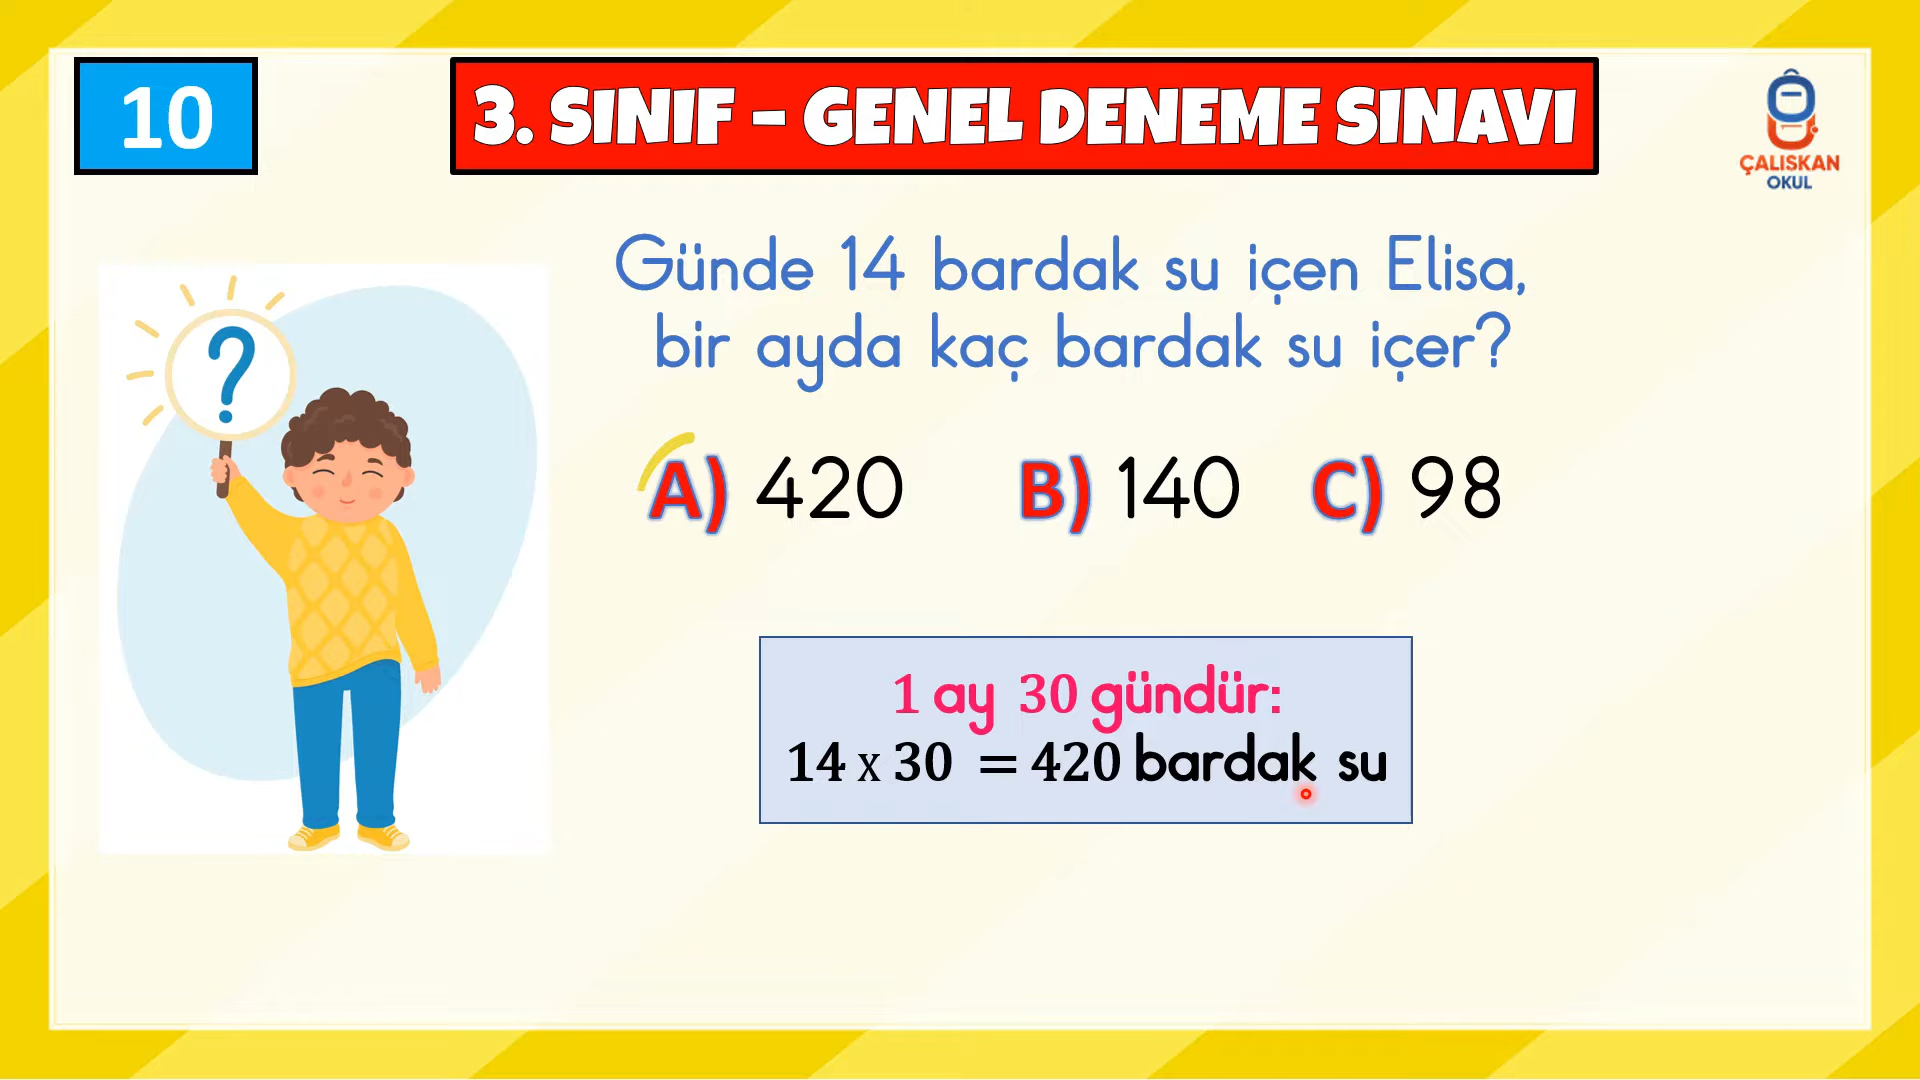 10
3. SINIF - GENEL DENEME SINAVI
ÇALISKAN
OKUL
?
Günde 14 bardak su içen Elisa,
bir ayda kaç bardak su içer?
A) 420 B) 140 C) 98
1 ay 30 gündür:
14 x 30 = 420 bardak su